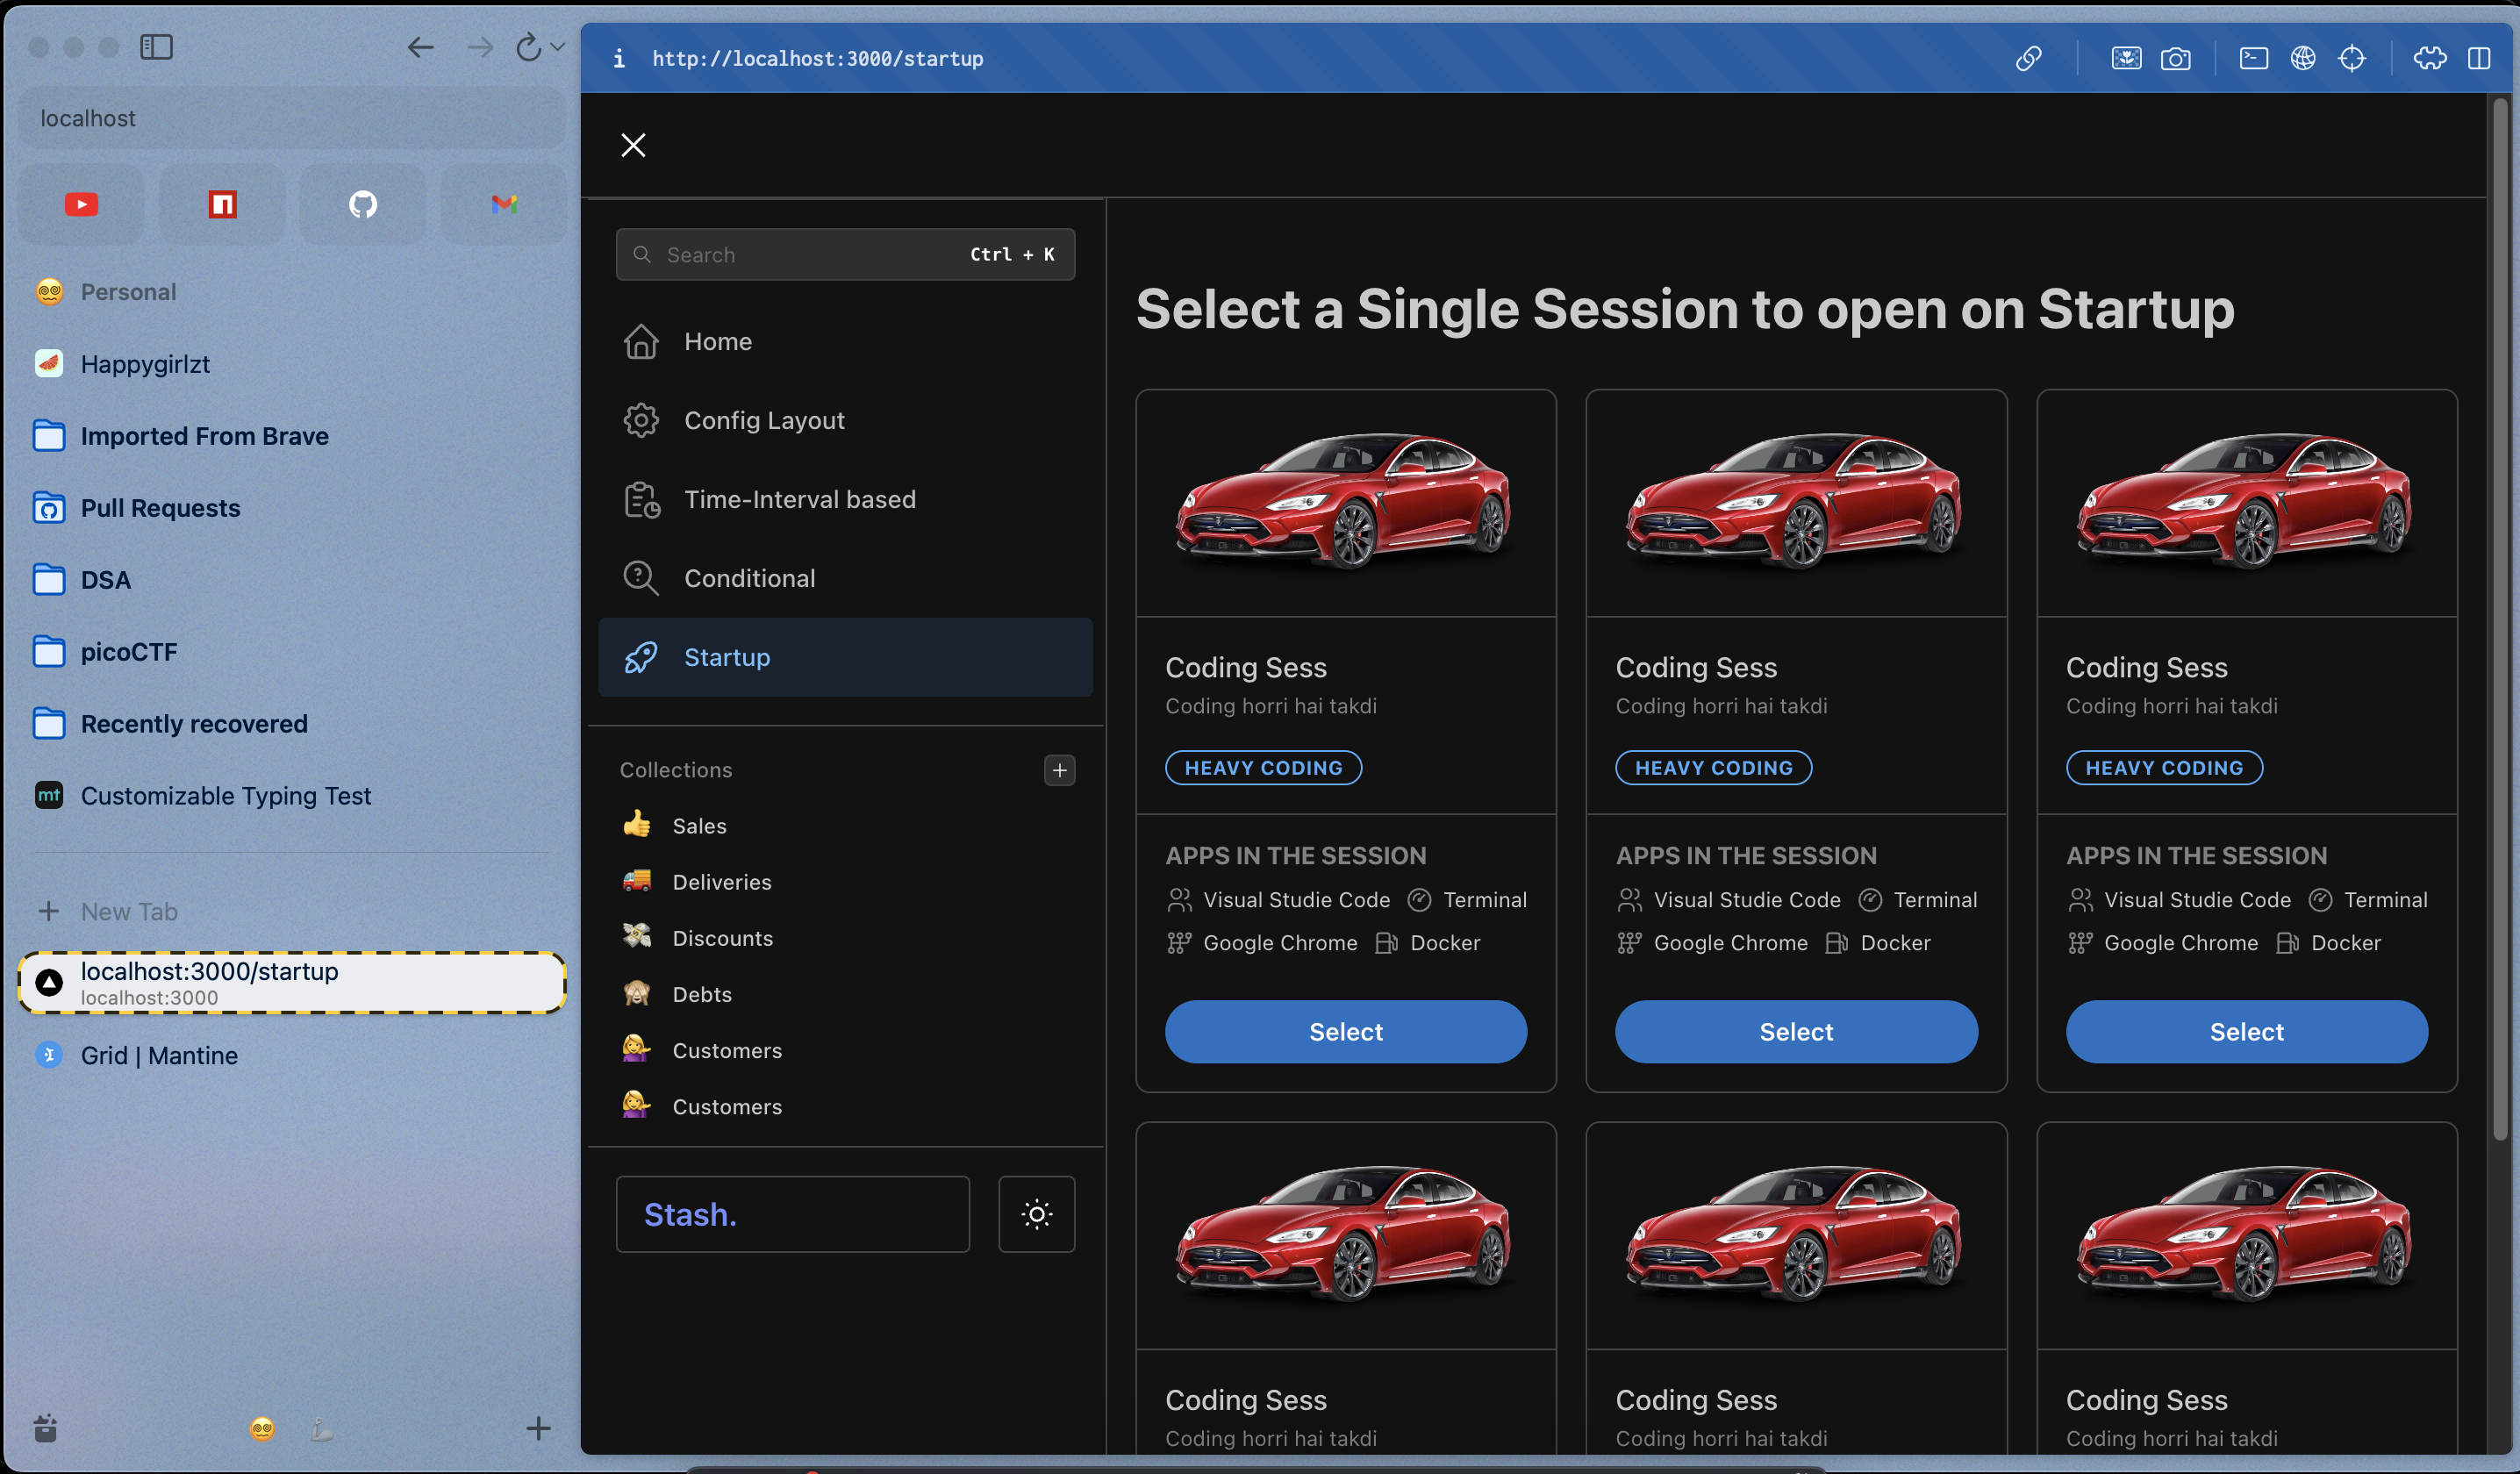 localhost
Personal
Happygirlzt
Imported From Brave
Pull Requests
DSA
picoCTF
Recently recovered
mt Customizable Typing Test
New Tab
localhost:3000/startup
localhost:3000
Grid | Mantine
i http://localhost:3000/startup
Search Ctrl + K
Home
Config Layout
Time-Interval based
Conditional
Startup
Collections
Sales
Deliveries
Discounts
Debts
Customers
Customers
Stash.
Select a Single Session to open on Startup
Coding Sess
Coding horri hai takdi
HEAVY CODING
APPS IN THE SESSION
Visual Studie Code Terminal
Google Chrome Docker
Select
Coding Sess
Coding horri hai takdi
HEAVY CODING
APPS IN THE SESSION
Visual Studie Code Terminal
Google Chrome Docker
Select
Coding Sess
Coding horri hai takdi
HEAVY CODING
APPS IN THE SESSION
Visual Studie Code Terminal
Google Chrome Docker
Select
Coding Sess
Coding horri hai takdi
Coding Sess
Coding horri hai takdi
Coding Sess
Coding horri hai takdi